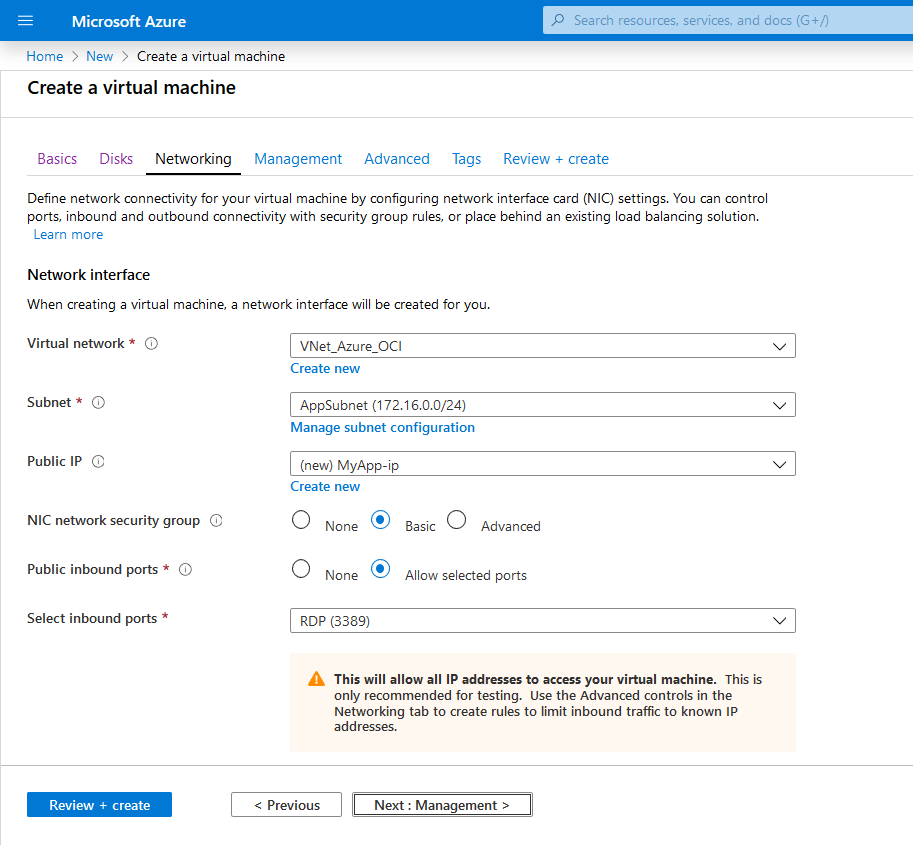 Microsoft Azure
Search resources, services, and docs (G+/)
Home > New > Create a virtual machine
Create a virtual machine
Basics Disks Networking Management Advanced Tags Review + create
Define network connectivity for your virtual machine by configuring network interface card (NIC) settings. You can control
ports, inbound and outbound connectivity with security group rules, or place behind an existing load balancing solution.
Learn more
Network interface
When creating a virtual machine, a network interface will be created for you.
Virtual network *
VNet_Azure_OCI
Create new
Subnet *
AppSubnet (172.16.0.0/24)
Manage subnet configuration
Public IP
(new) MyApp-ip
Create new
NIC network security group
None Basic Advanced
Public inbound ports *
None Allow selected ports
Select inbound ports *
RDP (3389)
This will allow all IP addresses to access your virtual machine. This is
only recommended for testing. Use the Advanced controls in the
Networking tab to create rules to limit inbound traffic to known IP
addresses.
Review + create
< Previous
Next : Management >